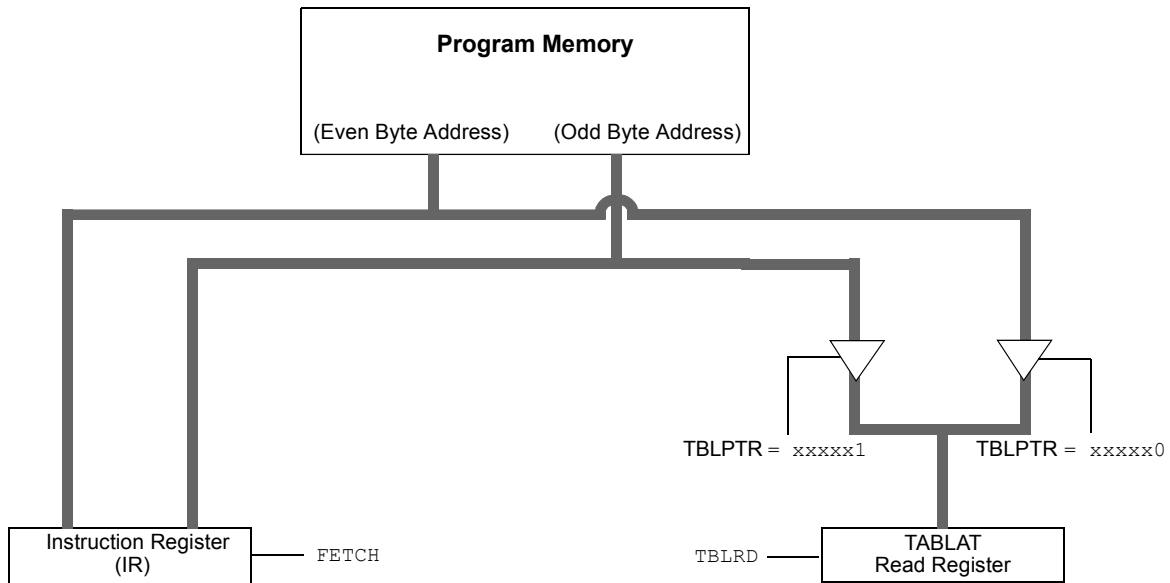 Program Memory
(Even Byte Address) (Odd Byte Address)
TBLPTR = xxxxx1 TBLPTR = xxxxx0
Instruction Register
(IR)
FETCH
TBLRD
TABLAT
Read Register